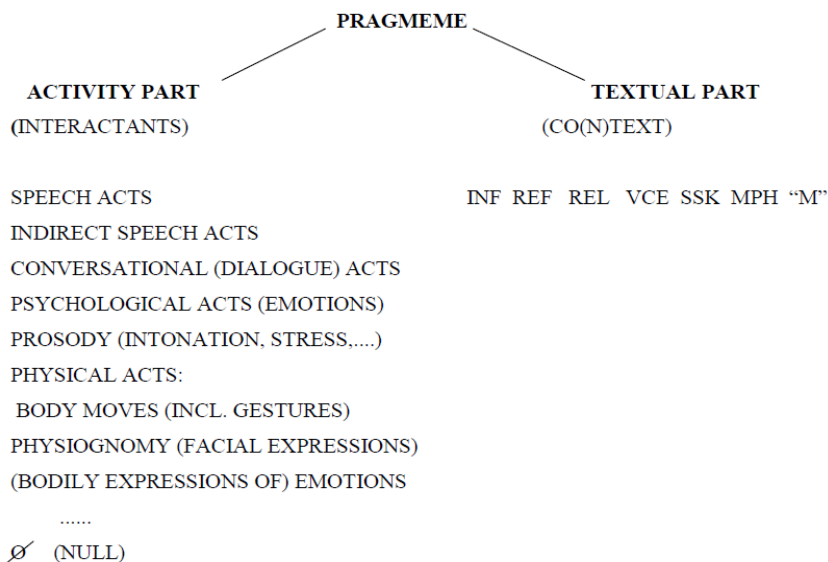 PRAGMEME
ACTIVITY PART TEXTUAL PART
(INTERACTANTS) (CO(N)TEXT)
SPEECH ACTS INF REF REL VCE SSK MPH “M”
INDIRECT SPEECH ACTS
CONVERSATIONAL (DIALOGUE) ACTS
PSYCHOLOGICAL ACTS (EMOTIONS)
PROSODY (INTONATION, STRESS,....)
PHYSICAL ACTS:
BODY MOVES (INCL. GESTURES)
PHYSIOGNOMY (FACIAL EXPRESSIONS)
(BODILY EXPRESSIONS OF) EMOTIONS
......
Ø (NULL)